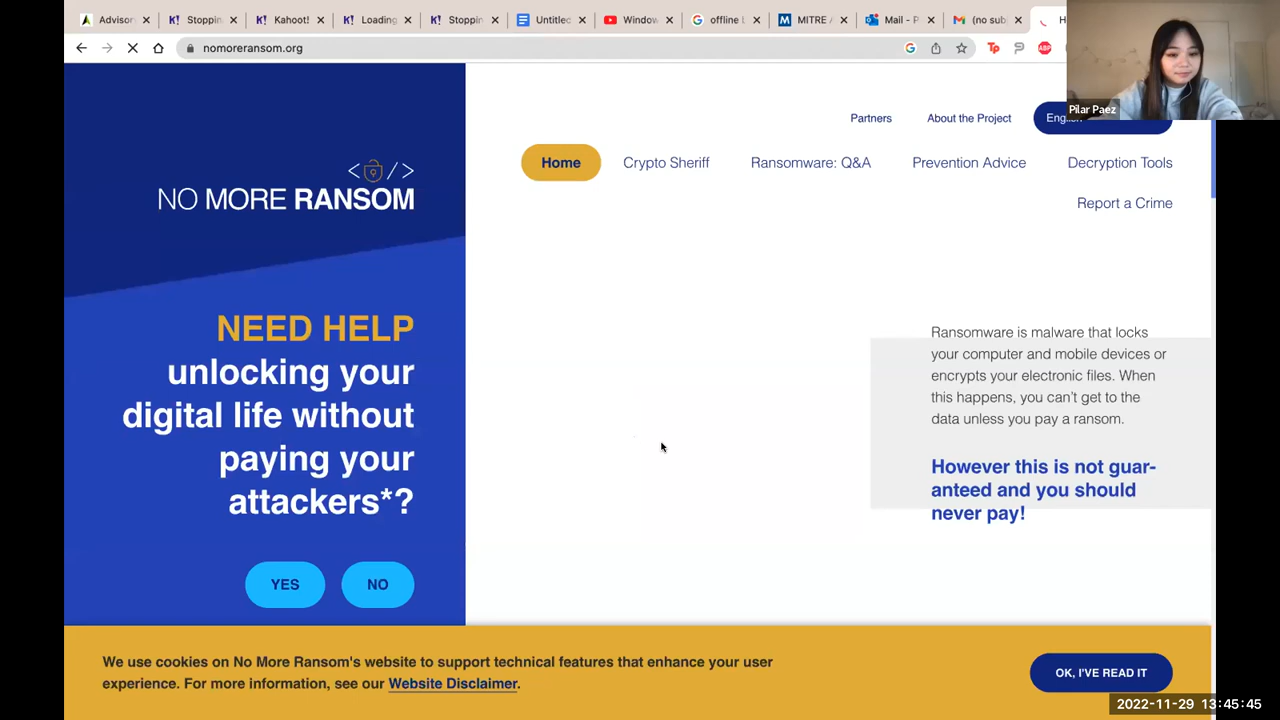 Advisor
Stoppin
Kahoot!
Loading
Stoppin
Untitled
Window
offline
MITRE
Mail - P
(no sub
nomoreransom.org
Pilar Paez
Partners
About the Project
English
Home
Crypto Sheriff
Ransomware: Q&A
Prevention Advice
Decryption Tools
Report a Crime
</>
NO MORE RANSOM
NEED HELP
unlocking your
digital life without
paying your
attackers*?
YES
NO
Ransomware is malware that locks
your computer and mobile devices or
encrypts your electronic files. When
this happens, you can't get to the
data unless you pay a ransom.
However this is not guar-
anteed and you should
never pay!
We use cookies on No More Ransom's website to support technical features that enhance your user
experience. For more information, see our Website Disclaimer.
OK, I'VE READ IT
2022-11-29 13:45:45